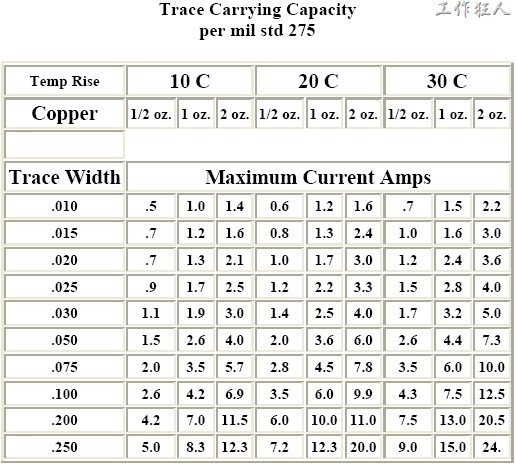 Trace Carrying Capacity
per mil std 275
工作狂人
Temp Rise 10 C 20 C 30 C
Copper 1/2 oz. 1 oz. 2 oz. 1/2 oz. 1 oz. 2 oz. 1/2 oz. 1 oz. 2 oz.
Trace Width Maximum Current Amps
.010 .5 1.0 1.4 0.6 1.2 1.6 .7 1.5 2.2
.015 .7 1.2 1.6 0.8 1.3 2.4 1.0 1.6 3.0
.020 .7 1.3 2.1 1.0 1.7 3.0 1.2 2.4 3.6
.025 .9 1.7 2.5 1.2 2.2 3.3 1.5 2.8 4.0
.030 1.1 1.9 3.0 1.4 2.5 4.0 1.7 3.2 5.0
.050 1.5 2.6 4.0 2.0 3.6 6.0 2.6 4.4 7.3
.075 2.0 3.5 5.7 2.8 4.5 7.8 3.5 6.0 10.0
.100 2.6 4.2 6.9 3.5 6.0 9.9 4.3 7.5 12.5
.200 4.2 7.0 11.5 6.0 10.0 11.0 7.5 13.0 20.5
.250 5.0 8.3 12.3 7.2 12.3 20.0 9.0 15.0 24.